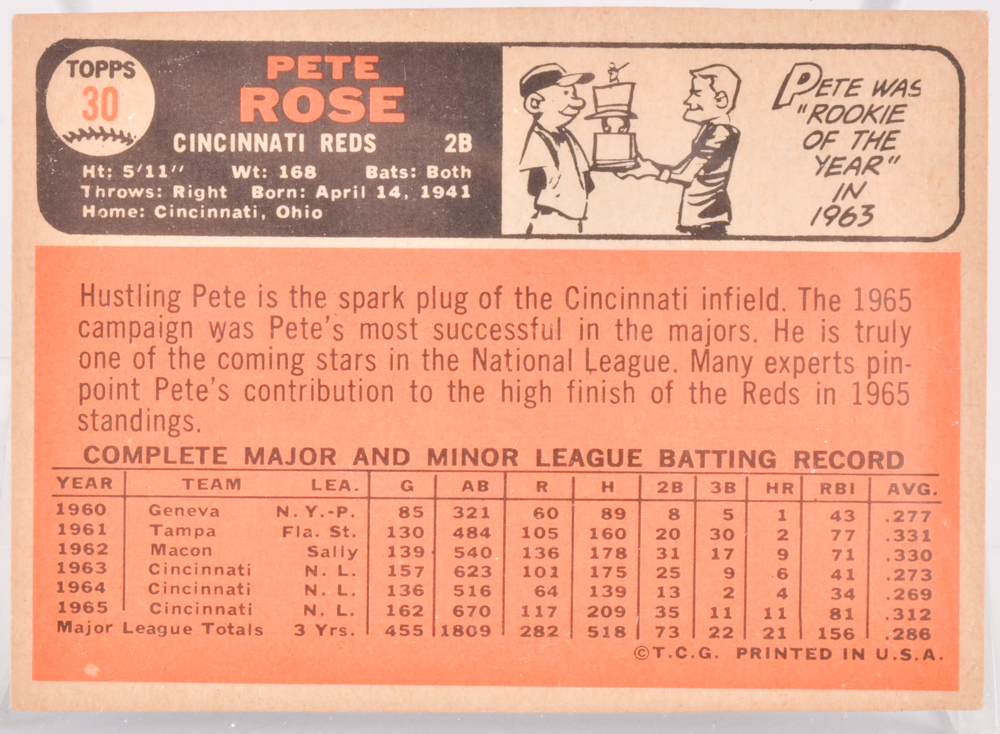 TOPPS
30
PETE
ROSE
CINCINNATI REDS 2B
Ht: 5'11" Wt: 168 Bats: Both
Throws: Right Born: April 14, 1941
Home: Cincinnati, Ohio
PETE WAS
"ROOKIE
OF THE
YEAR"
IN
1963
Hustling Pete is the spark plug of the Cincinnati infield. The 1965
campaign was Pete's most successful in the majors. He is truly
one of the coming stars in the National League. Many experts pin-
point Pete's contribution to the high finish of the Reds in 1965
standings.
COMPLETE MAJOR AND MINOR LEAGUE BATTING RECORD
YEAR TEAM LEA. G AB R H 2B 3B HR RBI AVG.
1960 Geneva N.Y.-P. 85 321 60 89 8 5 1 43 .277
1961 Tampa Fla. St. 130 484 105 160 20 30 2 77 .331
1962 Macon Sally 139 540 136 178 31 17 9 71 .330
1963 Cincinnati N. L. 157 623 101 175 25 9 6 41 .273
1964 Cincinnati N. L. 136 516 64 139 13 2 4 34 .269
1965 Cincinnati N. L. 162 670 117 209 35 11 11 81 .312
Major League Totals 3 Yrs. 455 1809 282 518 73 22 21 156 .286
©T.C.G. PRINTED IN U.S.A.